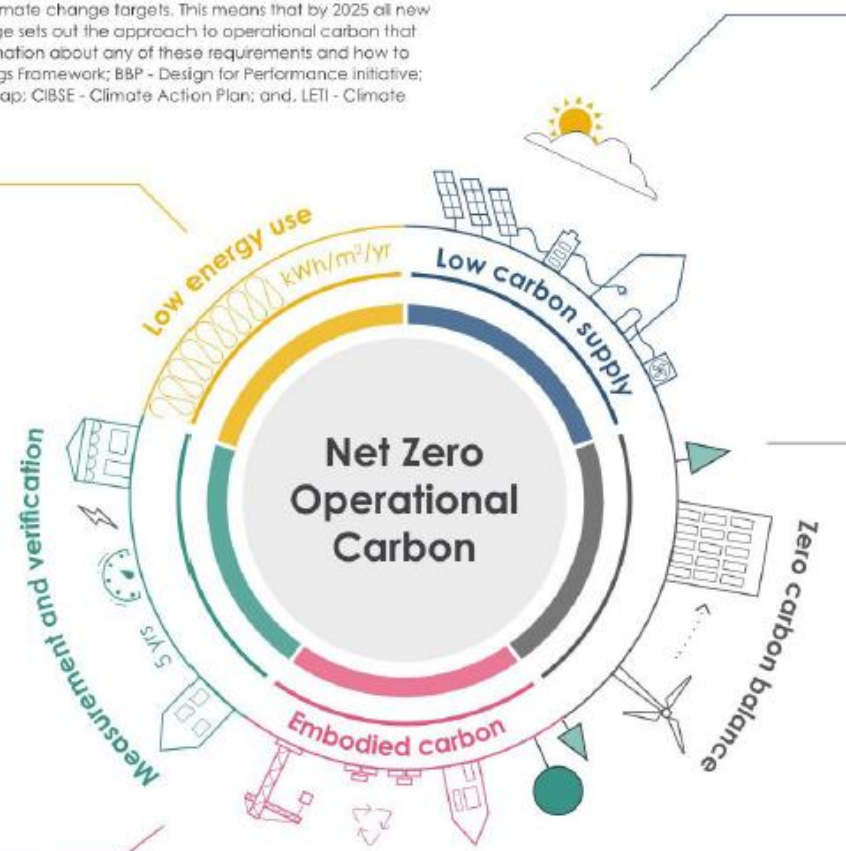 mate change targets. This means that by 2025 all new
ge sets out the approach to operational carbon that
nation about any of these requirements and how to
gs Framework; BBP - Design for Performance initiative;
ap; CIBSE - Climate Action Plan; and, LETI - Climate
Low energy use
kWh/m²/yr
Low carbon supply
Net Zero
Operational
Carbon
Measurement and verification
5 yrs
Zero carbon balance
Embodied carbon